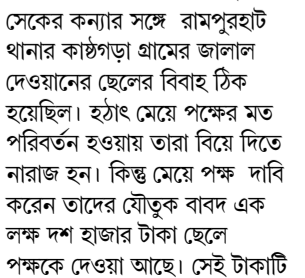 সেকের কন্যার সঙ্গে রামপুরহাট
থানার কাষ্ঠগড়া গ্রামের জালাল
দেওয়ানের ছেলের বিবাহ ঠিক
হয়েছিল। হঠাৎ মেয়ে পক্ষের মত
পরিবর্তন হওয়ায় তারা বিয়ে দিতে
নারাজ হন। কিন্তু মেয়ে পক্ষ দাবি
করেন তাদের যৌতুক বাবদ এক
লক্ষ দশ হাজার টাকা ছেলে
পক্ষকে দেওয়া আছে। সেই টাকাটি